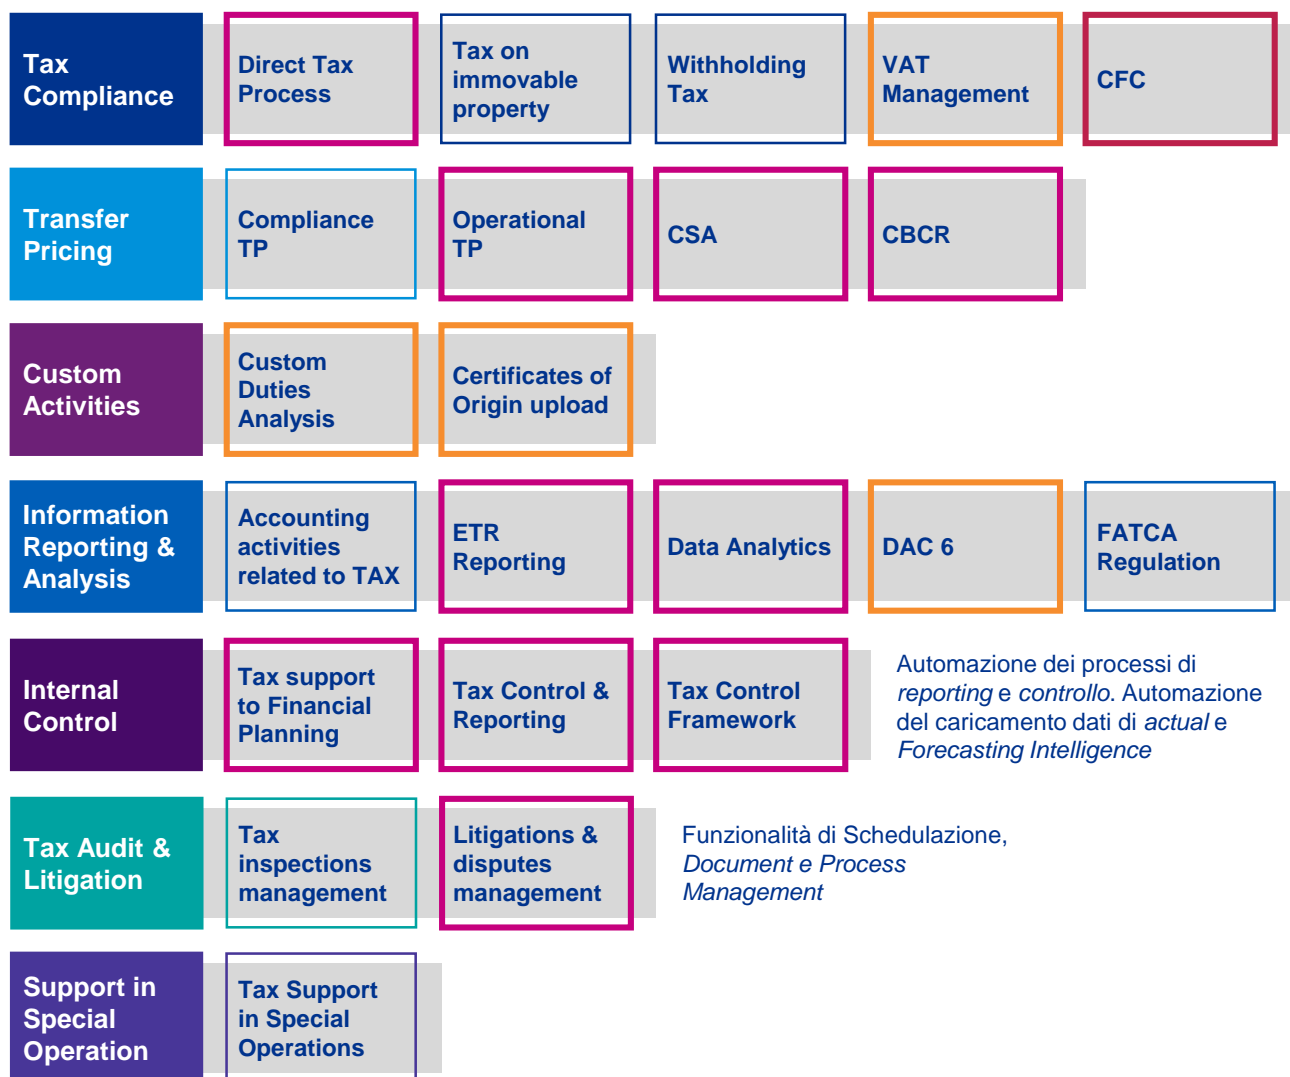 Tax
Compliance
Direct Tax
Process
Tax on
immovable
property
Withholding
Tax
VAT
Management
CFC
Transfer
Pricing
Compliance
TP
Operational
TP
CSA
CBCR
Custom
Activities
Custom
Duties
Analysis
Certificates of
Origin upload
Information
Reporting &
Analysis
Accounting
activities
related to TAX
ETR
Reporting
Data Analytics
DAC 6
FATCA
Regulation
Internal
Control
Tax support
to Financial
Planning
Tax Control &
Reporting
Tax Control
Framework
Automazione dei processi di
reporting e controllo. Automazione
del caricamento dati di actual e
Forecasting Intelligence
Tax Audit &
Litigation
Tax
inspections
management
Litigations &
disputes
management
Funzionalità di Schedulazione,
Document e Process
Management
Support in
Special
Operation
Tax Support
in Special
Operations